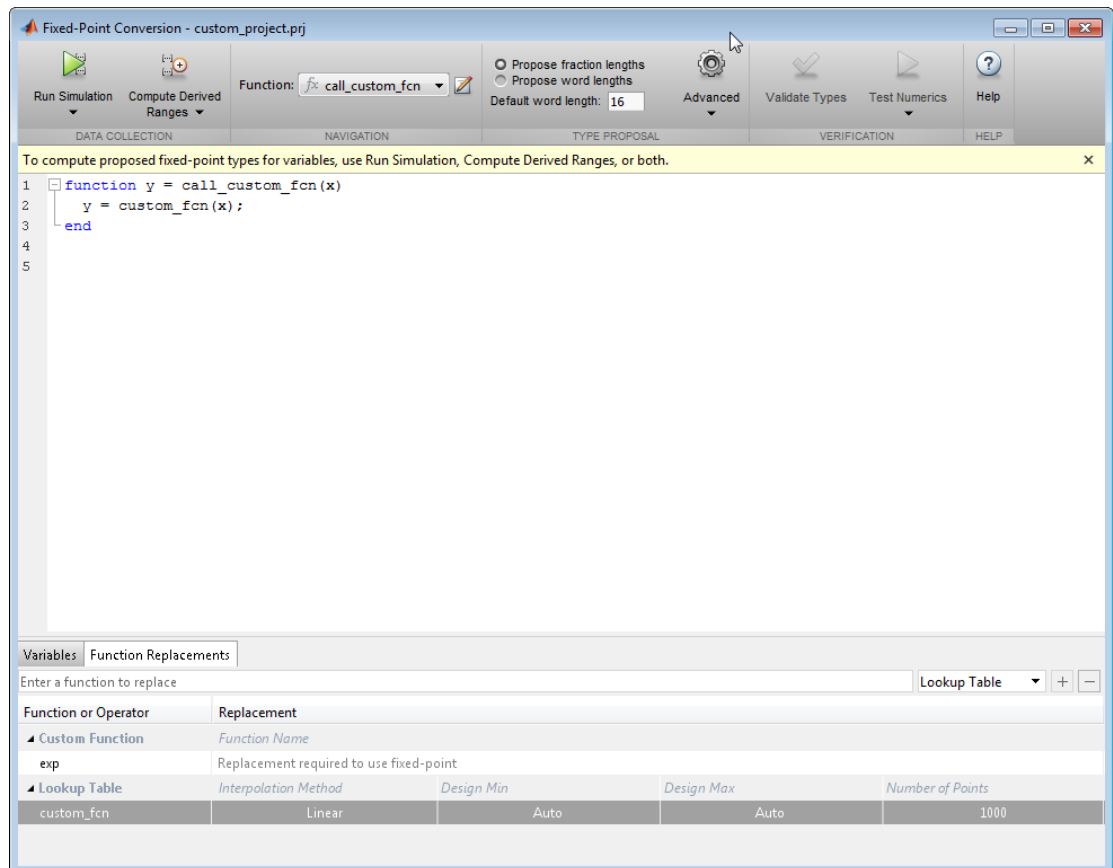 Fixed-Point Conversion - custom_project.prj
Run Simulation
Compute Derived Ranges
Function: fx call_custom_fcn
Propose fraction lengths
Propose word lengths
Default word length: 16
Advanced
Validate Types
Test Numerics
? Help
DATA COLLECTION NAVIGATION TYPE PROPOSAL VERIFICATION HELP
To compute proposed fixed-point types for variables, use Run Simulation, Compute Derived Ranges, or both.
1 function y = call_custom_fcn(x)
2 y = custom_fcn(x);
3 end
4
5
Variables Function Replacements
Enter a function to replace Lookup Table + −
Function or Operator Replacement
Custom Function Function Name
exp Replacement required to use fixed-point
Lookup Table Interpolation Method Design Min Design Max Number of Points
custom_fcn Linear Auto Auto 1000